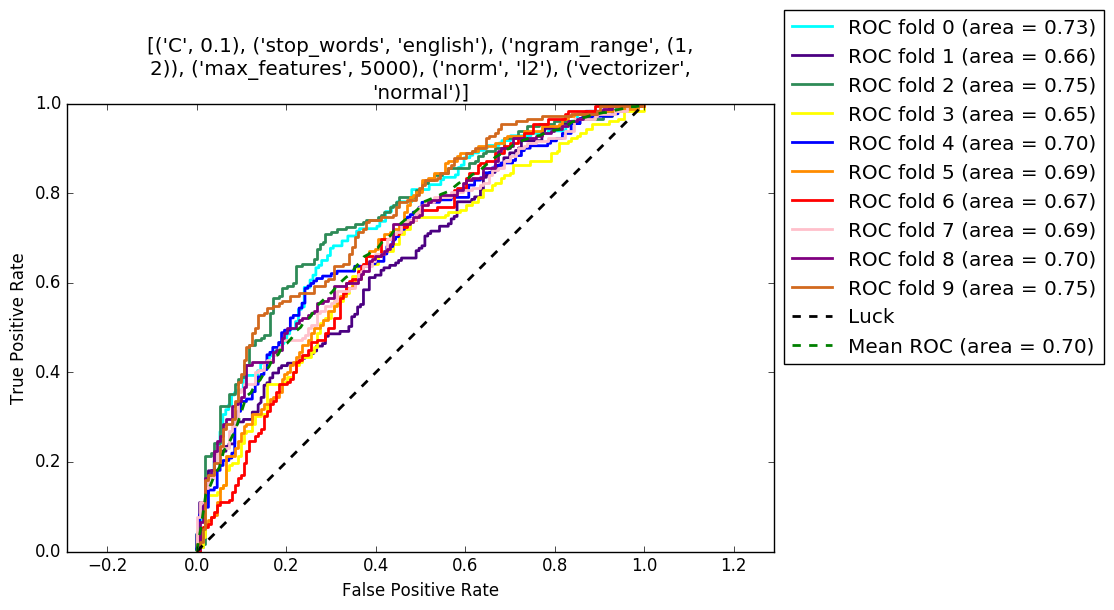 [('C', 0.1), ('stop_words', 'english'), ('ngram_range', (1,
2)), ('max_features', 5000), ('norm', 'l2'), ('vectorizer',
'normal')]
ROC fold 0 (area = 0.73)
ROC fold 1 (area = 0.66)
ROC fold 2 (area = 0.75)
ROC fold 3 (area = 0.65)
ROC fold 4 (area = 0.70)
ROC fold 5 (area = 0.69)
ROC fold 6 (area = 0.67)
ROC fold 7 (area = 0.69)
ROC fold 8 (area = 0.70)
ROC fold 9 (area = 0.75)
Luck
Mean ROC (area = 0.70)
True Positive Rate
1.0
0.8
0.6
0.4
0.2
0.0
−0.2 0.0 0.2 0.4 0.6 0.8 1.0 1.2
False Positive Rate